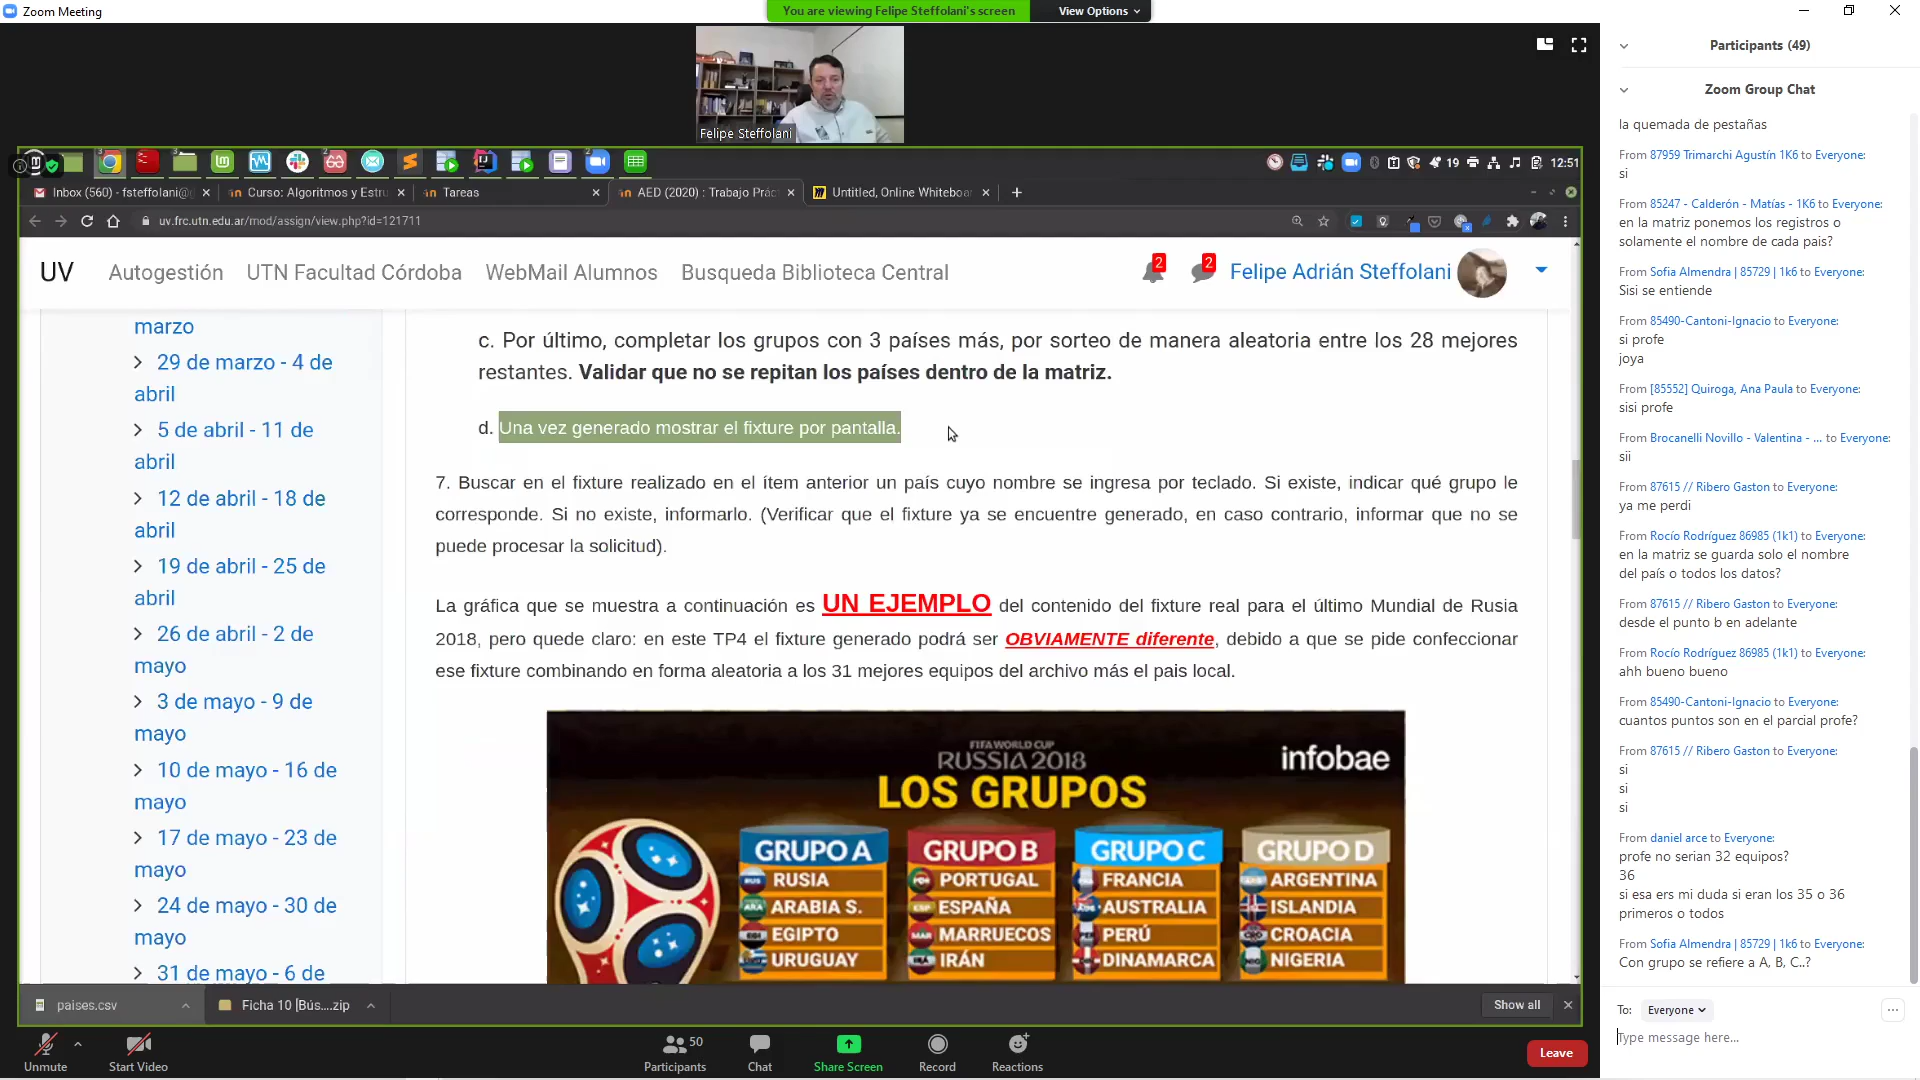 Zoom Meeting
You are viewing Felipe Steffolani's screen
View Options
Felipe Steffolani
19
12:51
Inbox (560) - fsteffolani@
Curso: Algoritmos y Estru
Tareas
AED (2020) : Trabajo Prác
Untitled, Online Whiteboa
uv.frc.utn.edu.ar/mod/assign/view.php?id=121711
UV
Autogestión
UTN Facultad Córdoba
WebMail Alumnos
Busqueda Biblioteca Central
2
2
Felipe Adrián Steffolani
marzo
29 de marzo - 4 de
abril
5 de abril - 11 de
abril
12 de abril - 18 de
abril
19 de abril - 25 de
abril
26 de abril - 2 de
mayo
3 de mayo - 9 de
mayo
10 de mayo - 16 de
mayo
17 de mayo - 23 de
mayo
24 de mayo - 30 de
mayo
31 de mayo - 6 de
c. Por último, completar los grupos con 3 países más, por sorteo de manera aleatoria entre los 28 mejores
restantes. Validar que no se repitan los países dentro de la matriz.
d. Una vez generado mostrar el fixture por pantalla.
7. Buscar en el fixture realizado en el ítem anterior un país cuyo nombre se ingresa por teclado. Si existe, indicar qué grupo le
corresponde. Si no existe, informarlo. (Verificar que el fixture ya se encuentre generado, en caso contrario, informar que no se
puede procesar la solicitud).
La gráfica que se muestra a continuación es UN EJEMPLO del contenido del fixture real para el último Mundial de Rusia
2018, pero quede claro: en este TP4 el fixture generado podrá ser OBVIAMENTE diferente, debido a que se pide confeccionar
ese fixture combinando en forma aleatoria a los 31 mejores equipos del archivo más el pais local.
FIFA WORLD CUP
RUSSIA 2018
infobae
LOS GRUPOS
GRUPO A
RUSIA
ARABIA S.
EGIPTO
URUGUAY
GRUPO B
PORTUGAL
ESPAÑA
MARRUECOS
IRÁN
GRUPO C
FRANCIA
AUSTRALIA
PERÚ
DINAMARCA
GRUPO D
ARGENTINA
ISLANDIA
CROACIA
NIGERIA
paises.csv
Ficha 10 [Bús....zip
Show all
Unmute
Start Video
50
Participants
Chat
Share Screen
Record
Reactions
Leave
Participants (49)
Zoom Group Chat
la quemada de pestañas
From 87959 Trimarchi Agustín 1K6 to Everyone:
si
From 85247 - Calderón - Matías - 1K6 to Everyone:
en la matriz ponemos los registros o
solamente el nombre de cada pais?
From Sofia Almendra | 85729 | 1k6 to Everyone:
Sisi se entiende
From 85490-Cantoni-Ignacio to Everyone:
si profe
joya
From [85552] Quiroga, Ana Paula to Everyone:
sisi profe
From Brocanelli Novillo - Valentina - ... to Everyone:
sii
From 87615 // Ribero Gaston to Everyone:
ya me perdi
From Rocío Rodríguez 86985 (1k1) to Everyone:
en la matriz se guarda solo el nombre
del país o todos los datos?
From 87615 // Ribero Gaston to Everyone:
desde el punto b en adelante
From Rocío Rodríguez 86985 (1k1) to Everyone:
ahh bueno bueno
From 85490-Cantoni-Ignacio to Everyone:
cuantos puntos son en el parcial profe?
From 87615 // Ribero Gaston to Everyone:
si
si
si
From daniel arce to Everyone:
profe no serian 32 equipos?
36
si esa ers mi duda si eran los 35 o 36
primeros o todos
From Sofia Almendra | 85729 | 1k6 to Everyone:
Con grupo se refiere a A, B, C..?
To: Everyone
Type message here...